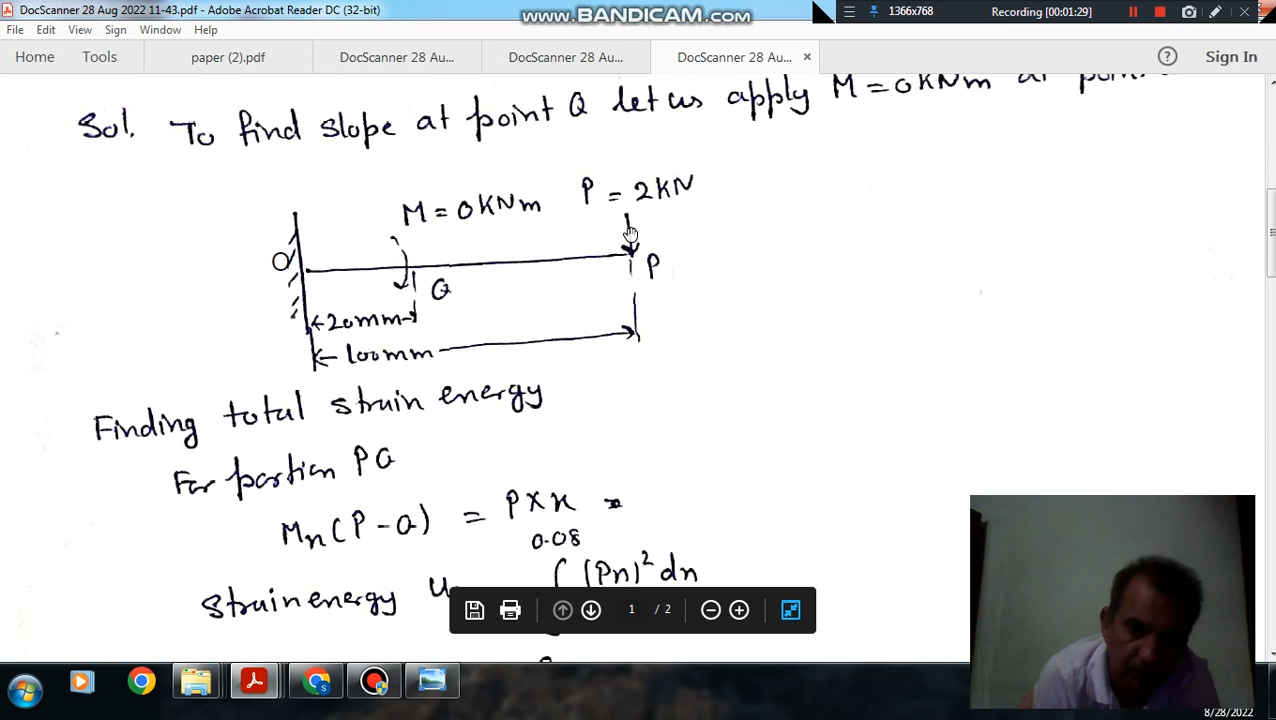 DocScanner 28 Aug 2022 11-43.pdf - Adobe Acrobat Reader DC (32-bit)
www.BANDICAM.com
1366x768
Recording [00:01:29]
File Edit View Sign Window Help
Home Tools paper (2).pdf DocScanner 28 Au... DocScanner 28 Au... DocScanner 28 Au... × ? Sign In
Sol. To find slope at point Q let us apply M = 0 kNm at
M = 0 kNm P = 2 kN
O
Q
P
20mm
100mm
Finding total strain energy
For portion PQ
Mx (P-Q) = P X x
0.08
strain energy U
∫ (Px)² dx
1 / 2
8/28/2022